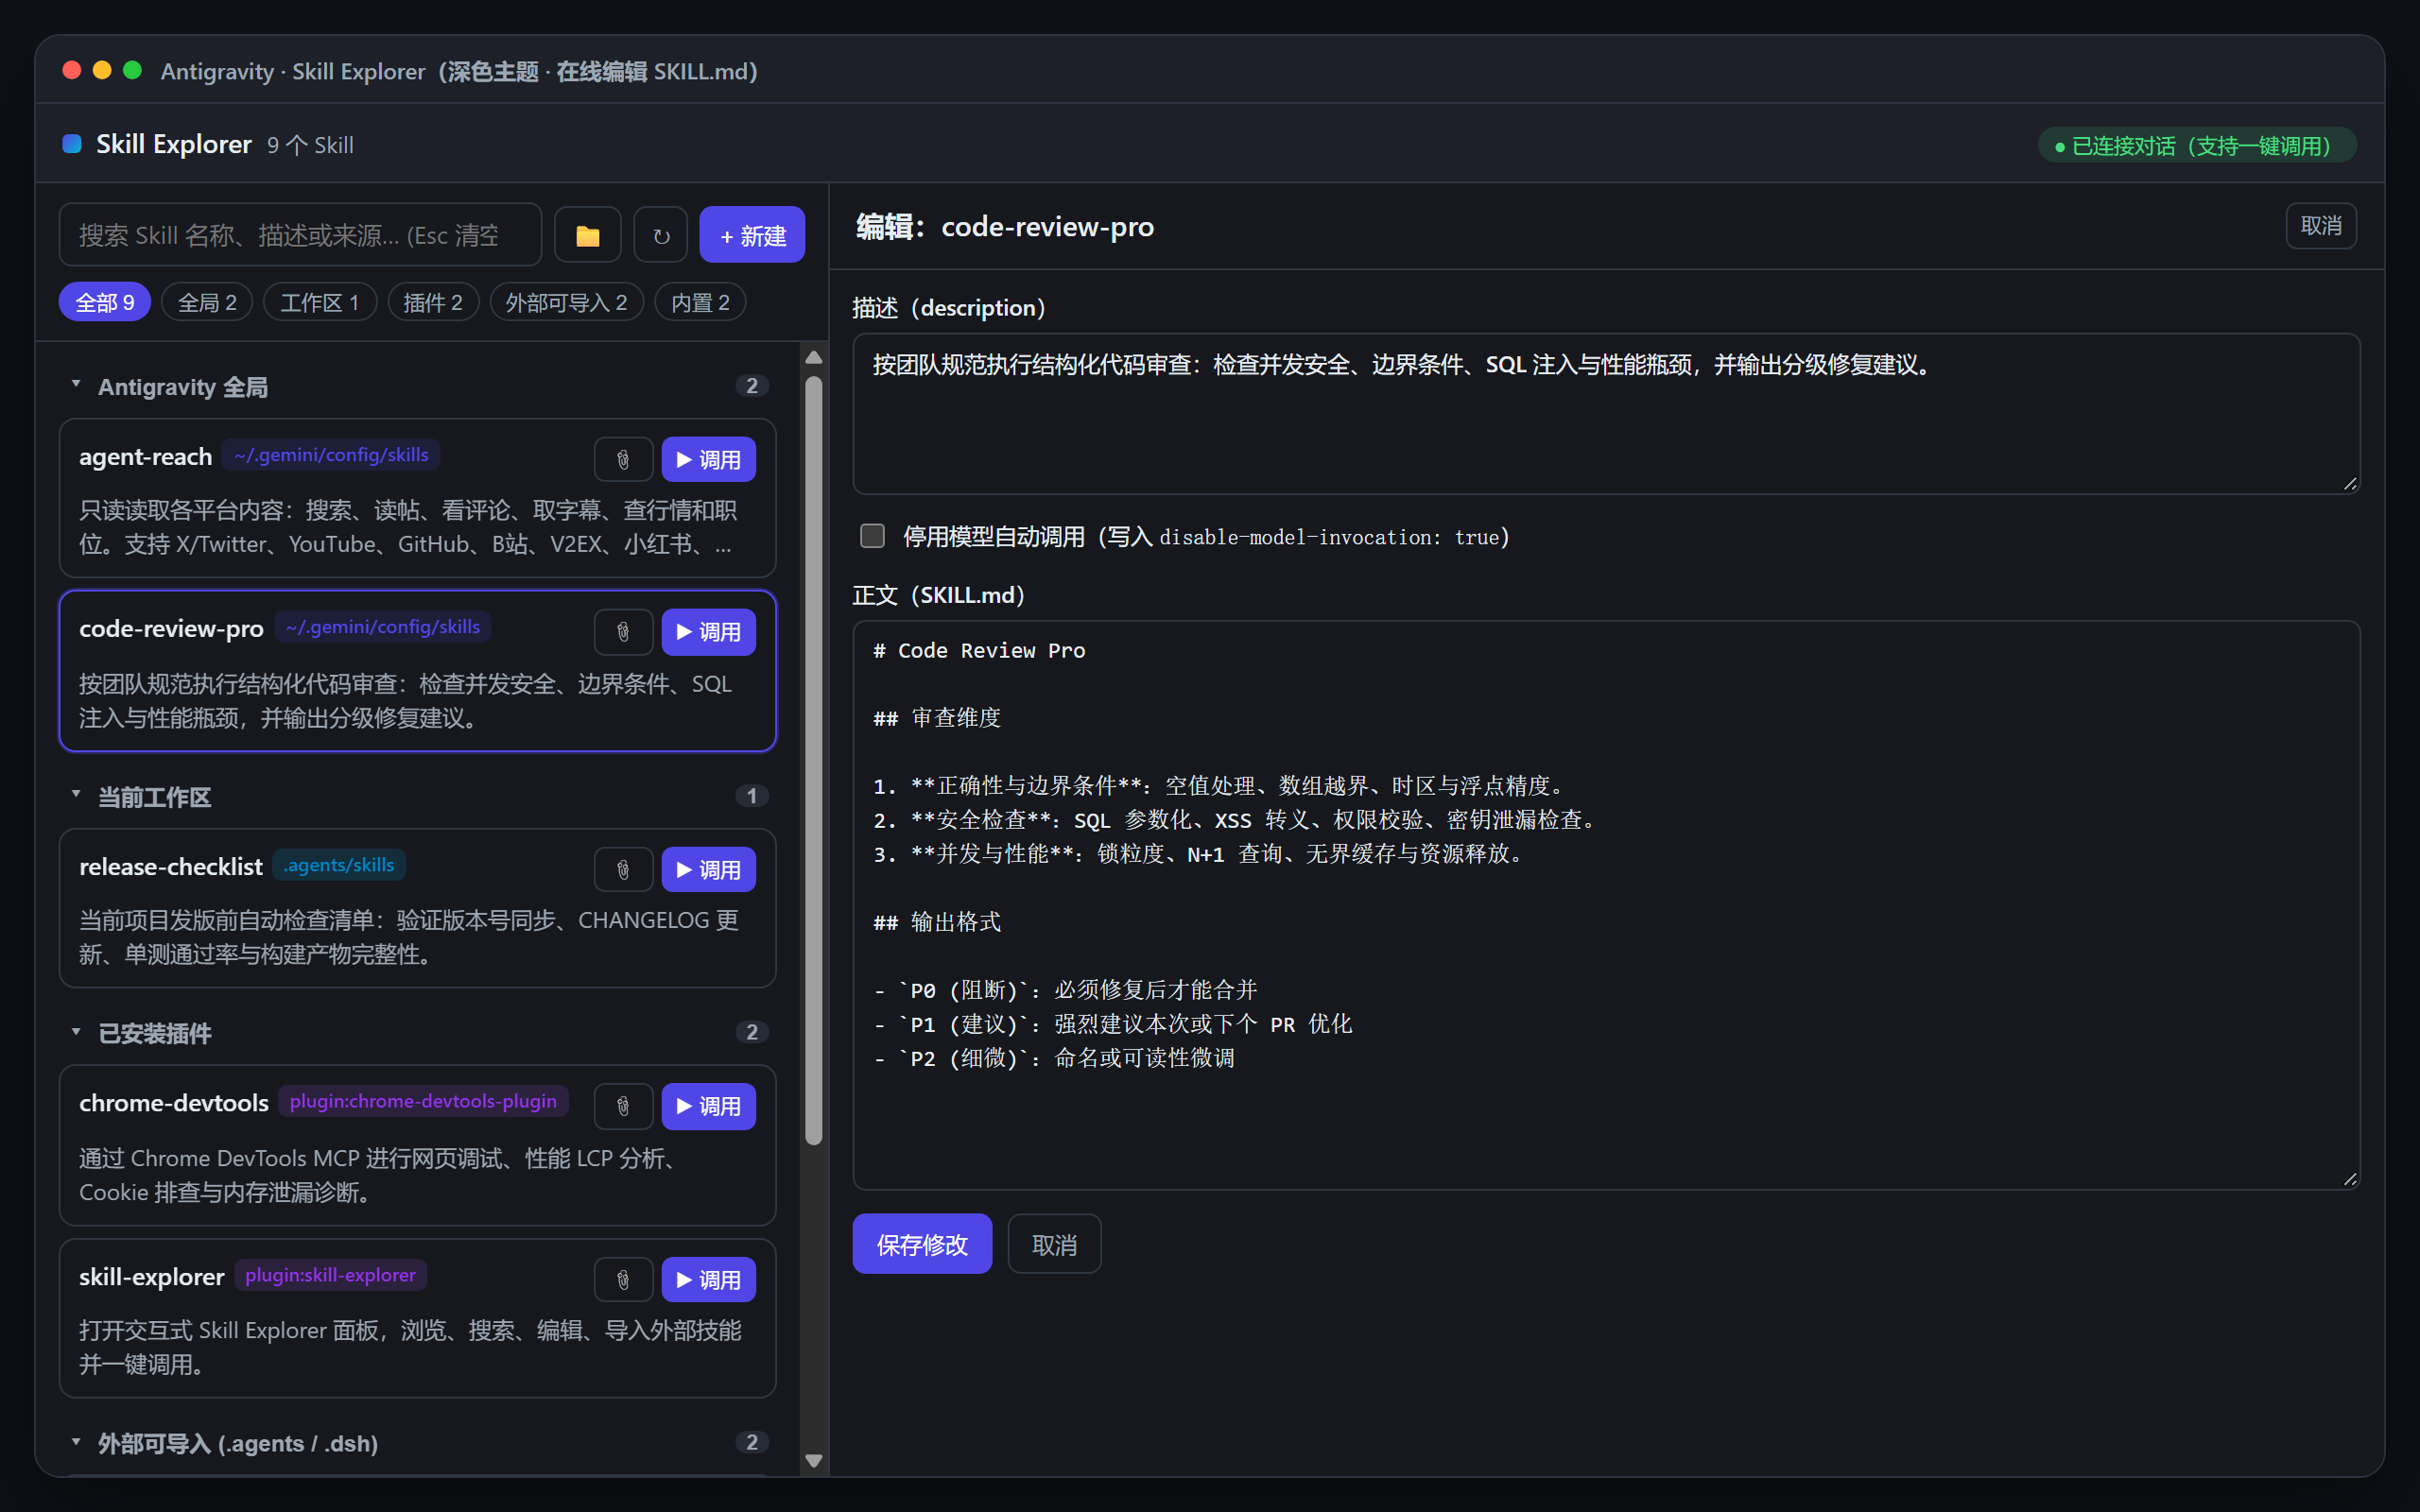 Antigravity · Skill Explorer（深色主题 · 在线编辑 SKILL.md）
Skill Explorer 9 个 Skill
● 已连接对话（支持一键调用）
搜索 Skill 名称、描述或来源... (Esc 清空
+ 新建
全部 9 全局 2 工作区 1 插件 2 外部可导入 2 内置 2
Antigravity 全局 2
agent-reach ~/.gemini/config/skills ▶ 调用
只读读取各平台内容：搜索、读帖、看评论、取字幕、查行情和职
位。支持 X/Twitter、YouTube、GitHub、B站、V2EX、小红书、...
code-review-pro ~/.gemini/config/skills ▶ 调用
按团队规范执行结构化代码审查：检查并发安全、边界条件、SQL
注入与性能瓶颈，并输出分级修复建议。
当前工作区 1
release-checklist .agents/skills ▶ 调用
当前项目发版前自动检查清单：验证版本号同步、CHANGELOG 更
新、单测通过率与构建产物完整性。
已安装插件 2
chrome-devtools plugin:chrome-devtools-plugin ▶ 调用
通过 Chrome DevTools MCP 进行网页调试、性能 LCP 分析、
Cookie 排查与内存泄漏诊断。
skill-explorer plugin:skill-explorer ▶ 调用
打开交互式 Skill Explorer 面板，浏览、搜索、编辑、导入外部技能
并一键调用。
外部可导入 (.agents / .dsh) 2
编辑：code-review-pro
取消
描述（description）
按团队规范执行结构化代码审查：检查并发安全、边界条件、SQL 注入与性能瓶颈，并输出分级修复建议。
停用模型自动调用（写入 disable-model-invocation: true）
正文（SKILL.md）
# Code Review Pro
## 审查维度
1. **正确性与边界条件**：空值处理、数组越界、时区与浮点精度。
2. **安全检查**：SQL 参数化、XSS 转义、权限校验、密钥泄漏检查。
3. **并发与性能**：锁粒度、N+1 查询、无界缓存与资源释放。
## 输出格式
- `P0 (阻断)`: 必须修复后才能合并
- `P1 (建议)`: 强烈建议本次或下个 PR 优化
- `P2 (细微)`: 命名或可读性微调
保存修改 取消